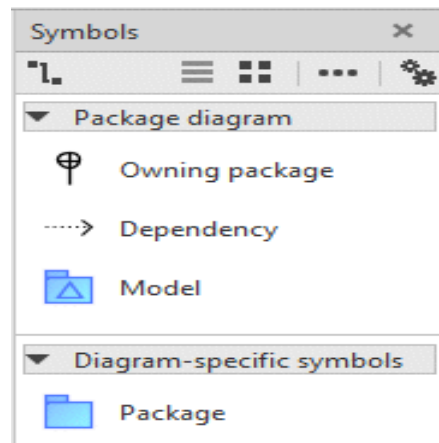 Symbols
Package diagram
Owning package
Dependency
Model
Diagram-specific symbols
Package